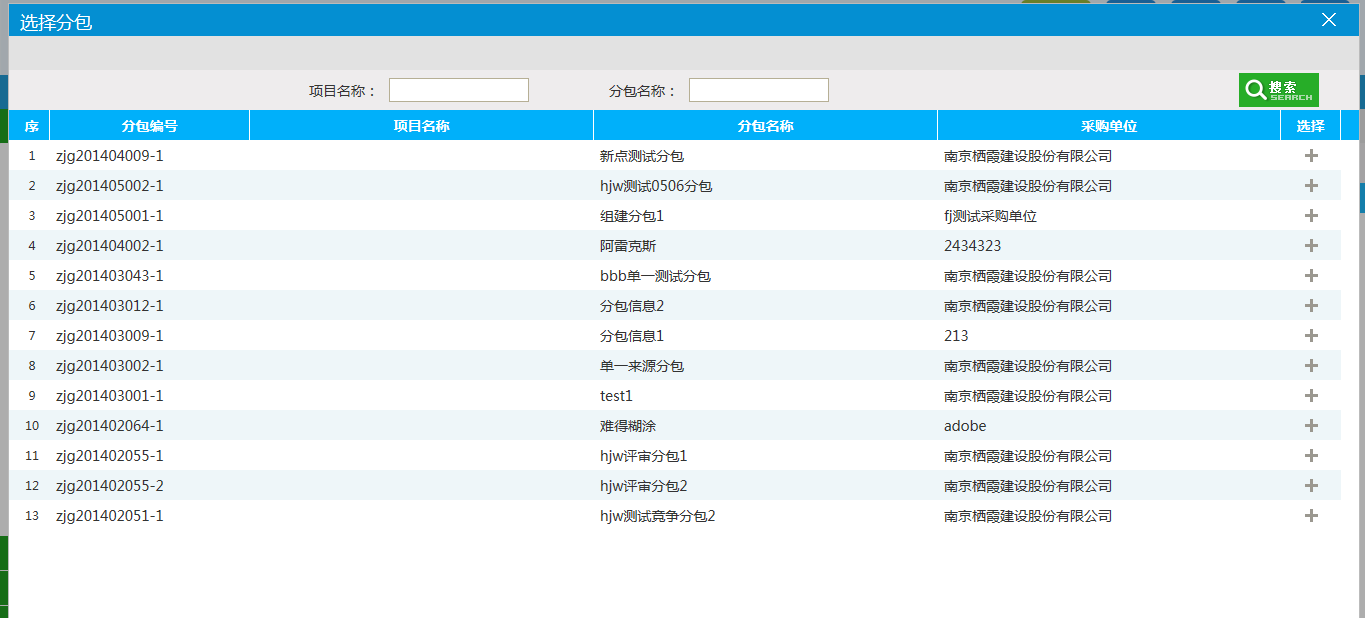 选择分包
项目名称： 分包名称： 搜索 SEARCH
序 分包编号 项目名称 分包名称 采购单位 选择
1 zjg201404009-1 新点测试分包 南京栖霞建设股份有限公司
2 zjg201405002-1 hjw测试0506分包 南京栖霞建设股份有限公司
3 zjg201405001-1 组建分包1 fj测试采购单位
4 zjg201404002-1 阿雷克斯 2434323
5 zjg201403043-1 bbb单一测试分包 南京栖霞建设股份有限公司
6 zjg201403012-1 分包信息2 南京栖霞建设股份有限公司
7 zjg201403009-1 分包信息1 213
8 zjg201403002-1 单一来源分包 南京栖霞建设股份有限公司
9 zjg201403001-1 test1 南京栖霞建设股份有限公司
10 zjg201402064-1 难得糊涂 adobe
11 zjg201402055-1 hjw评审分包1 南京栖霞建设股份有限公司
12 zjg201402055-2 hjw评审分包2 南京栖霞建设股份有限公司
13 zjg201402051-1 hjw测试竞争分包2 南京栖霞建设股份有限公司